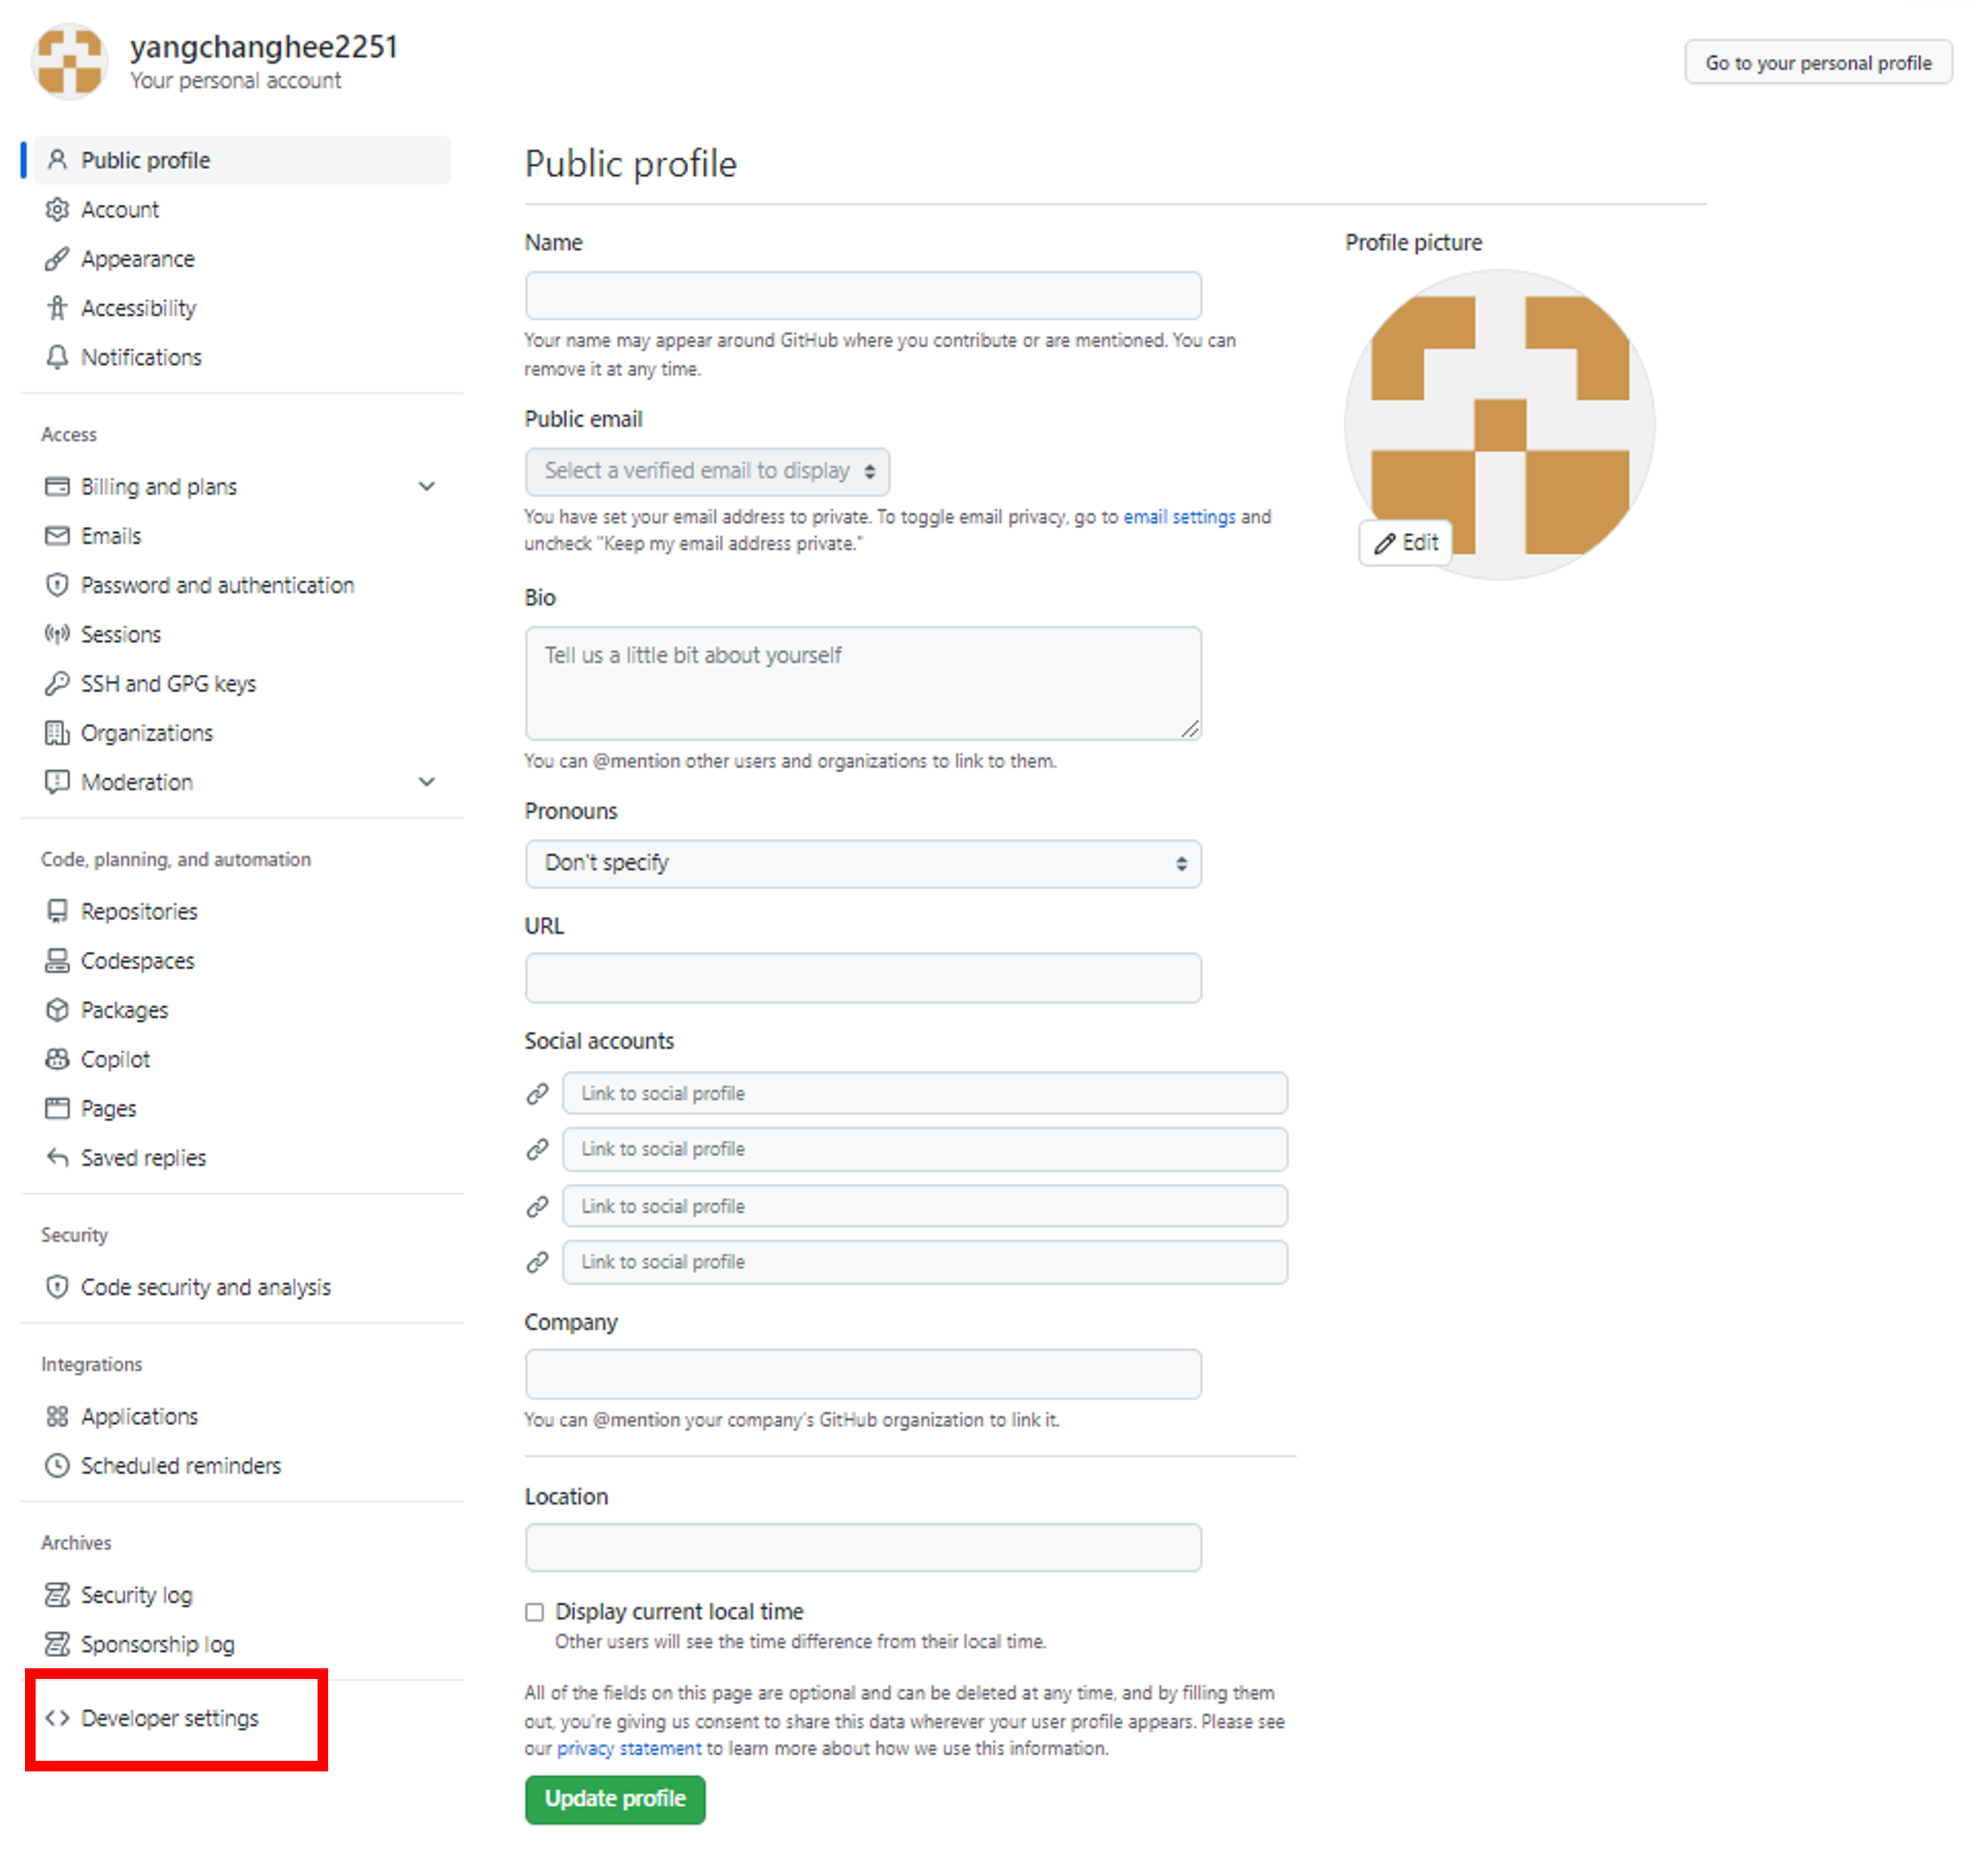 yangchanghee2251
Your personal account
Go to your personal profile
Public profile
Account
Appearance
Accessibility
Notifications
Access
Billing and plans
Emails
Password and authentication
Sessions
SSH and GPG keys
Organizations
Moderation
Code, planning, and automation
Repositories
Codespaces
Packages
Copilot
Pages
Saved replies
Security
Code security and analysis
Integrations
Applications
Scheduled reminders
Archives
Security log
Sponsorship log
Developer settings
Public profile
Name
Your name may appear around GitHub where you contribute or are mentioned. You can
remove it at any time.
Public email
Select a verified email to display
You have set your email address to private. To toggle email privacy, go to email settings and
uncheck "Keep my email address private."
Bio
Tell us a little bit about yourself
You can @mention other users and organizations to link to them.
Pronouns
Don't specify
URL
Social accounts
Link to social profile
Link to social profile
Link to social profile
Link to social profile
Company
You can @mention your company's GitHub organization to link it.
Location
Display current local time
Other users will see the time difference from their local time.
All of the fields on this page are optional and can be deleted at any time, and by filling them
out, you're giving us consent to share this data wherever your user profile appears. Please see
our privacy statement to learn more about how we use this information.
Update profile
Profile picture
Edit